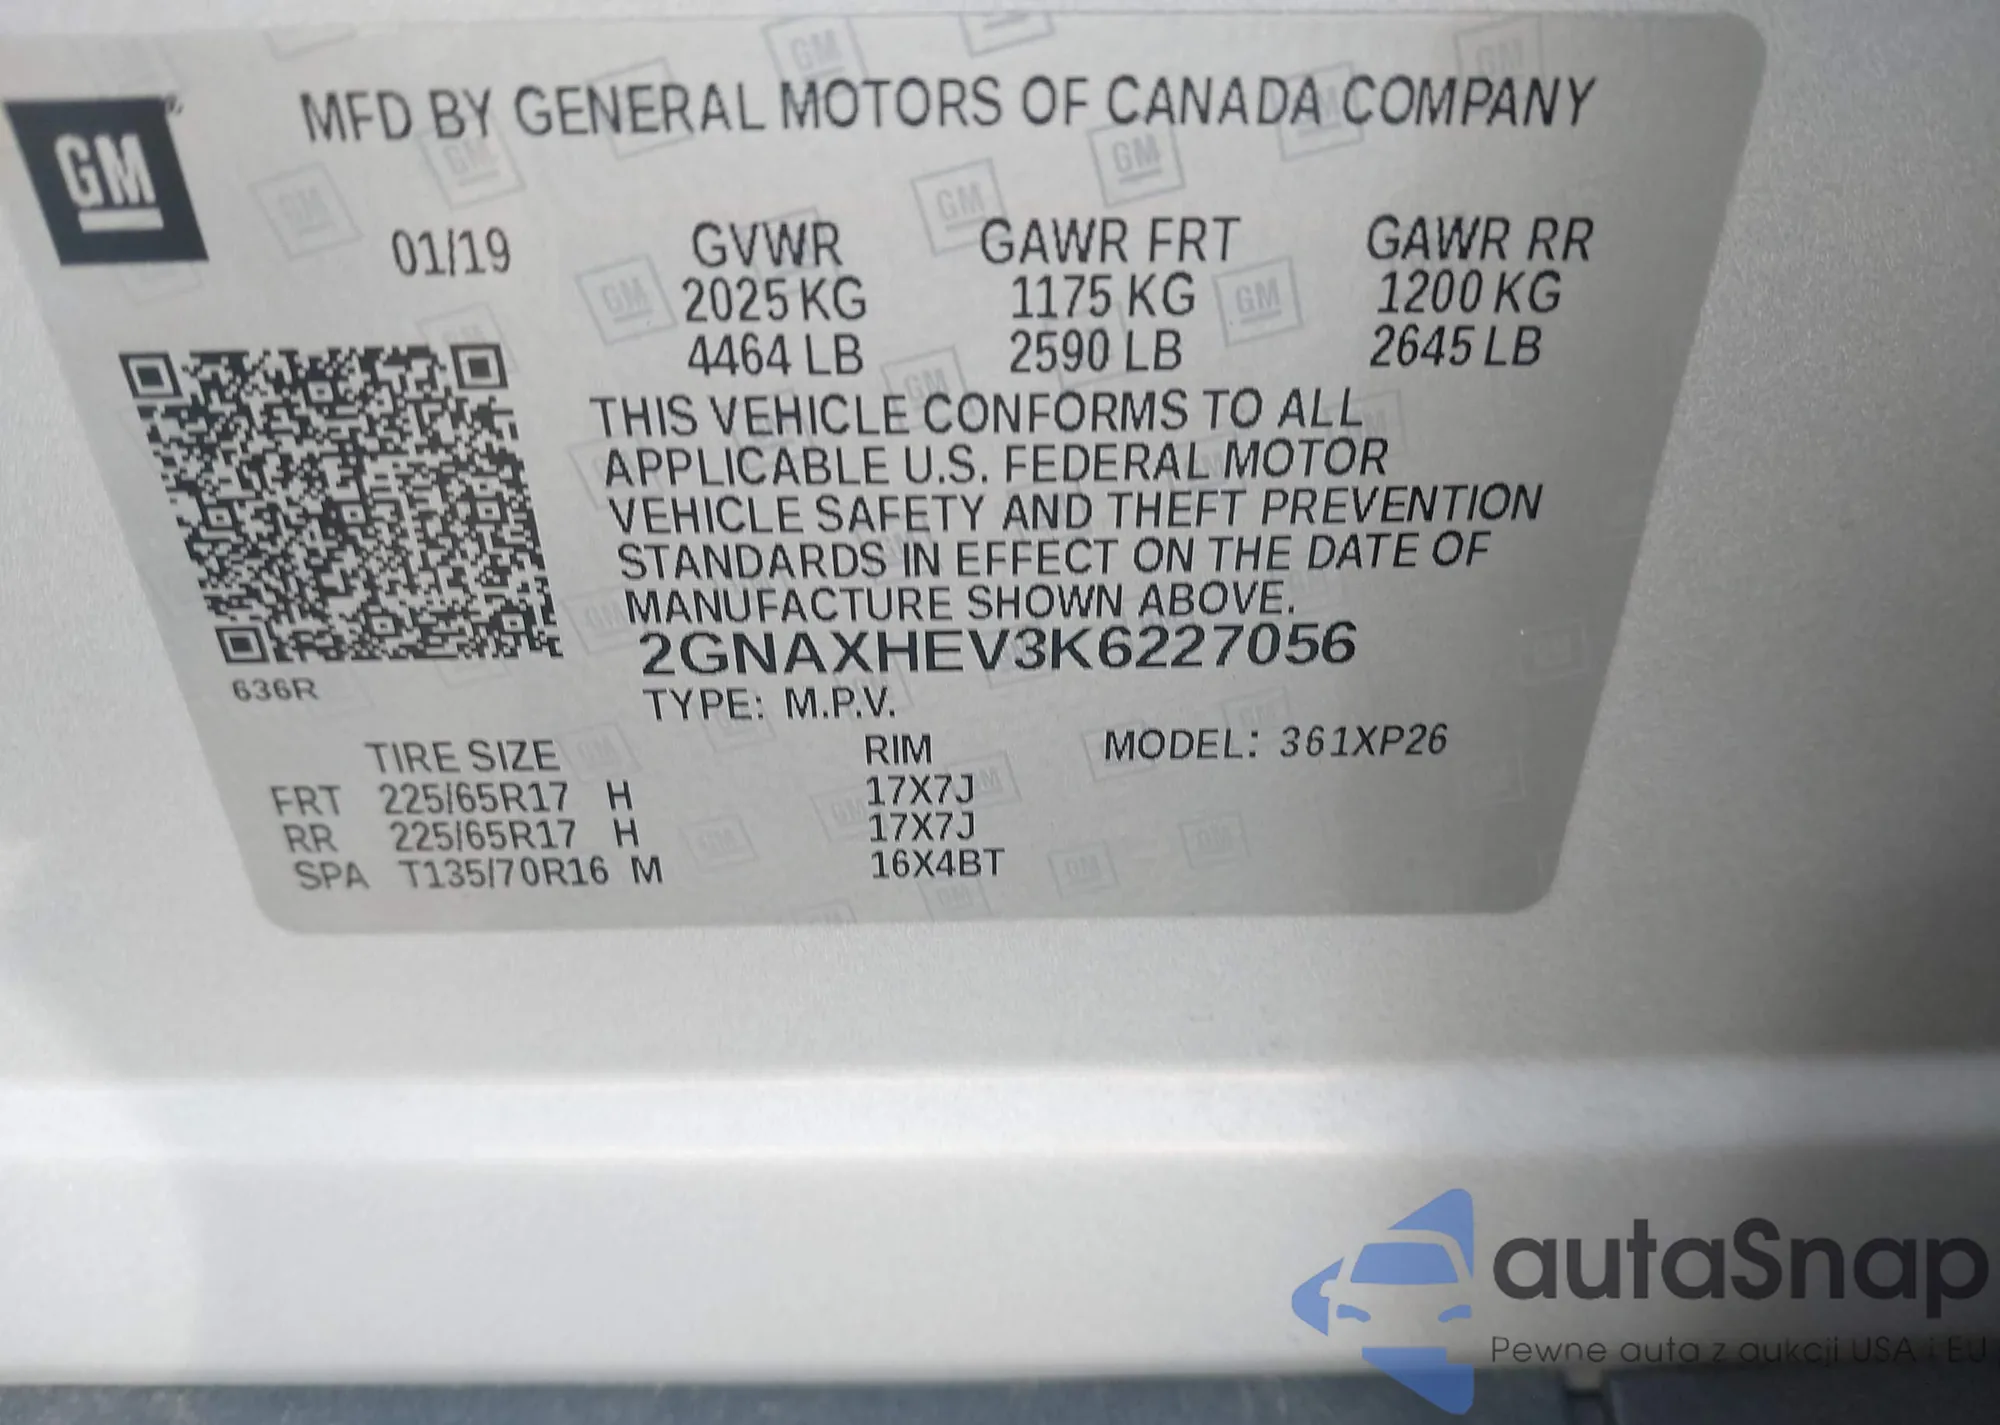 GM
MFD BY GENERAL MOTORS OF CANADA COMPANY
01/19 GVWR GAWR FRT GAWR RR
2025 KG 1175 KG 1200 KG
4464 LB 2590 LB 2645 LB
THIS VEHICLE CONFORMS TO ALL
APPLICABLE U.S. FEDERAL MOTOR
VEHICLE SAFETY AND THEFT PREVENTION
STANDARDS IN EFFECT ON THE DATE OF
MANUFACTURE SHOWN ABOVE.
2GNAXHEV3K6227056
636R
TYPE: M.P.V.
TIRE SIZE RIM MODEL: 361XP26
FRT 225/65R17 H 17X7J
RR 225/65R17 H 17X7J
SPA T135/70R16 M 16X4BT
autaSnap
Pewne auta z aukcji USA i EU